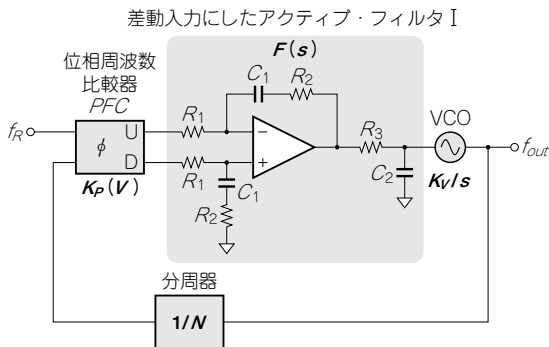 差動入力にしたアクティブ・フィルタⅠ
F(s)
位相周波数
比較器
PFC
C1
R2
R1
VCO
fR
φ
U
−
R3
fout
D
+
R1
C1
C2
KP(V)
KV/s
R2
分周器
1/N